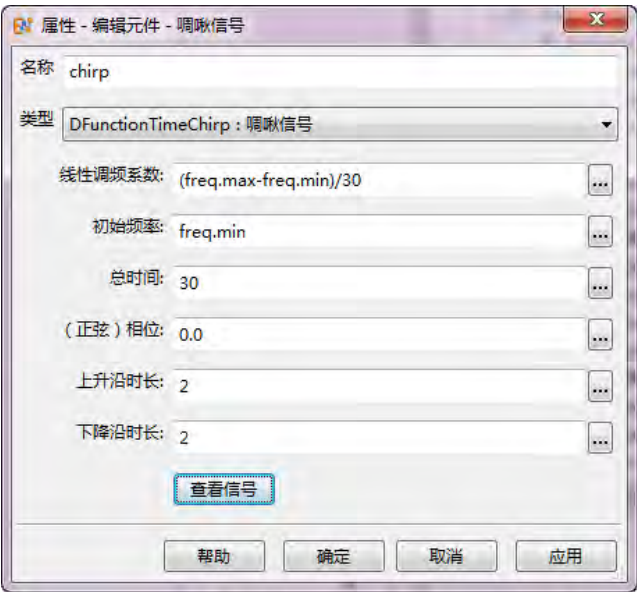 属性 - 编辑元件 - 啁啾信号
名称 chirp
类型 DFunctionTimeChirp : 啁啾信号
线性调频系数: (freq.max-freq.min)/30 ...
初始频率: freq.min ...
总时间: 30 ...
(正弦)相位: 0.0 ...
上升沿时长: 2 ...
下降沿时长: 2 ...
查看信号
帮助 确定 取消 应用